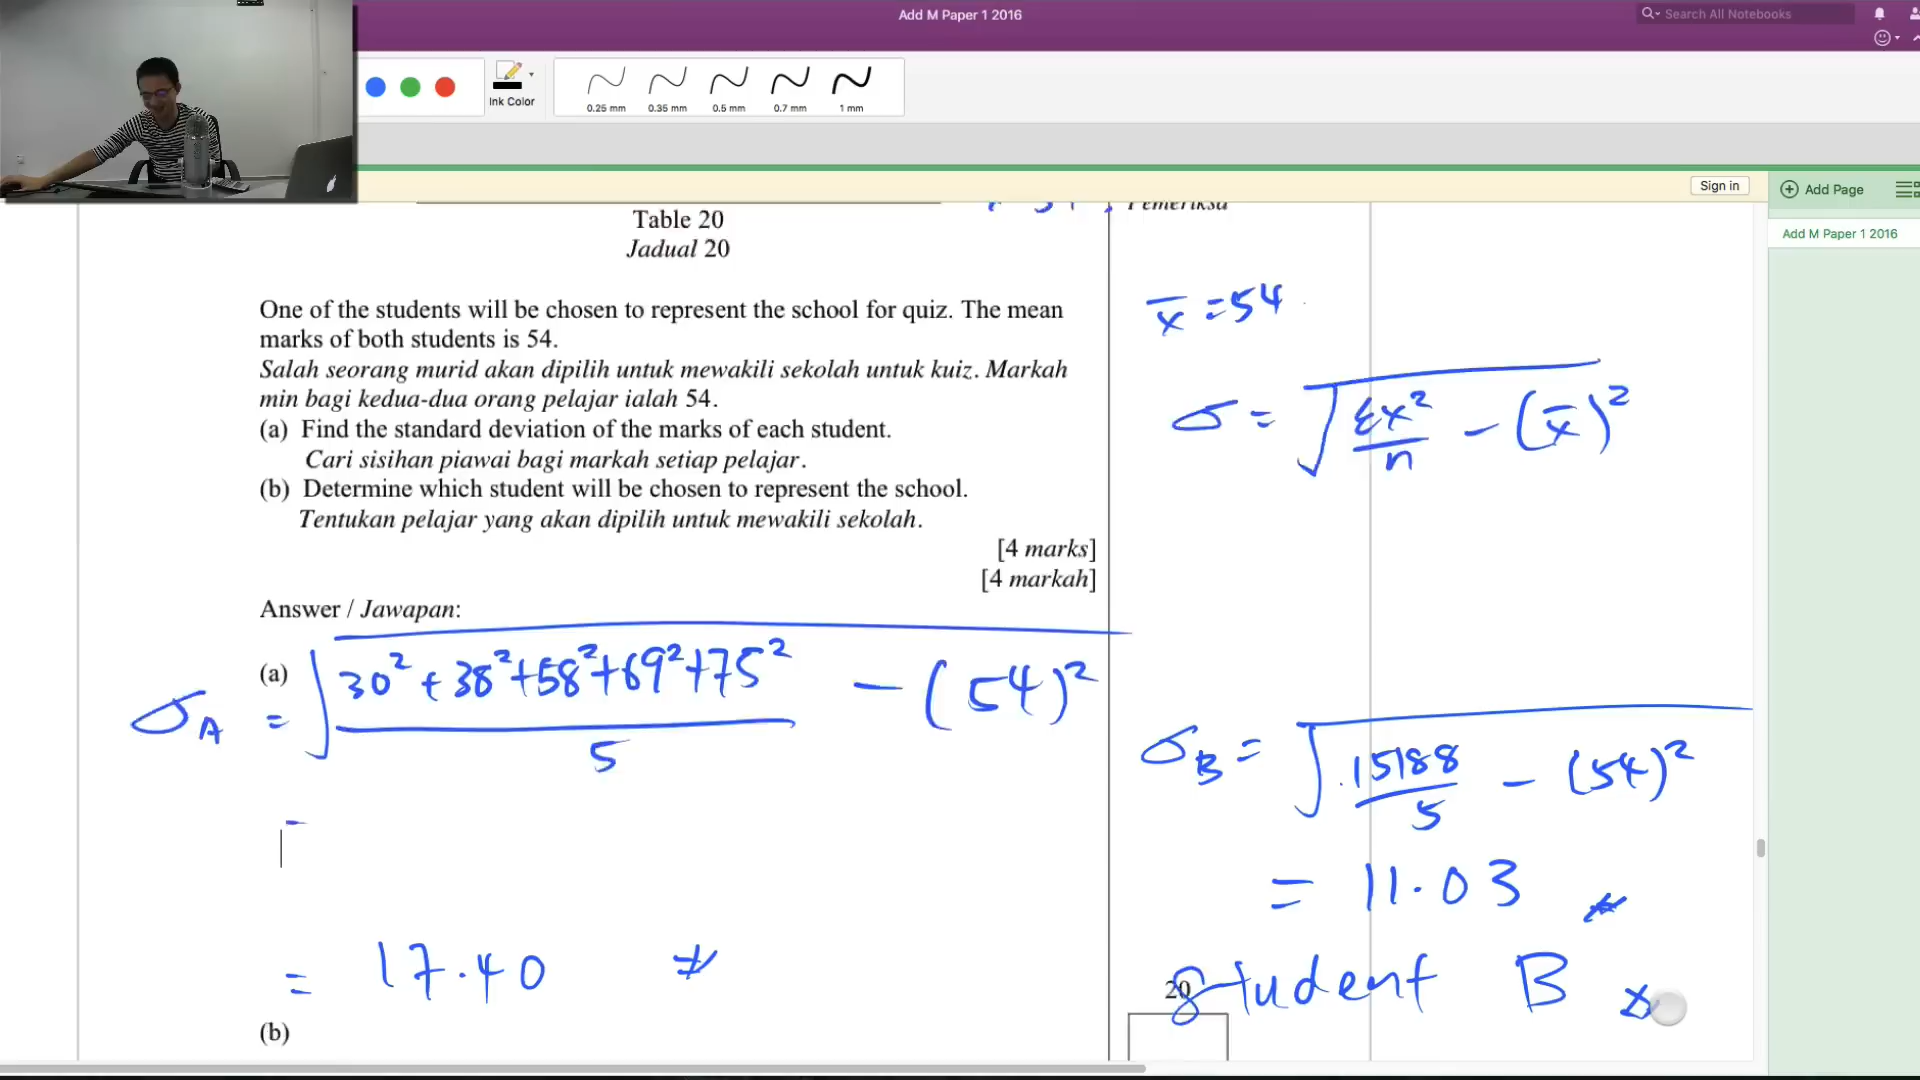 Add M Paper 1 2016
Search All Notebooks
Ink Color
0.25 mm
0.35 mm
0.5 mm
0.7 mm
1 mm
Sign in
Add Page
Add M Paper 1 2016
Pemeriksa
Table 20
Jadual 20
One of the students will be chosen to represent the school for quiz. The mean
marks of both students is 54.
Salah seorang murid akan dipilih untuk mewakili sekolah untuk kuiz. Markah
min bagi kedua-dua orang pelajar ialah 54.
(a) Find the standard deviation of the marks of each student.
Cari sisihan piawai bagi markah setiap pelajar.
(b) Determine which student will be chosen to represent the school.
Tentukan pelajar yang akan dipilih untuk mewakili sekolah.
[4 marks]
[4 markah]
Answer / Jawapan:
(a)
σA = √(30² + 38² + 58² + 69² + 75² / 5 − (54)²)
= 17.40
(b)
x̄ = 54
σ = √(Σx² / n − (x̄)²)
σB = √(15188 / 5 − (54)²)
= 11.03
Student B
20